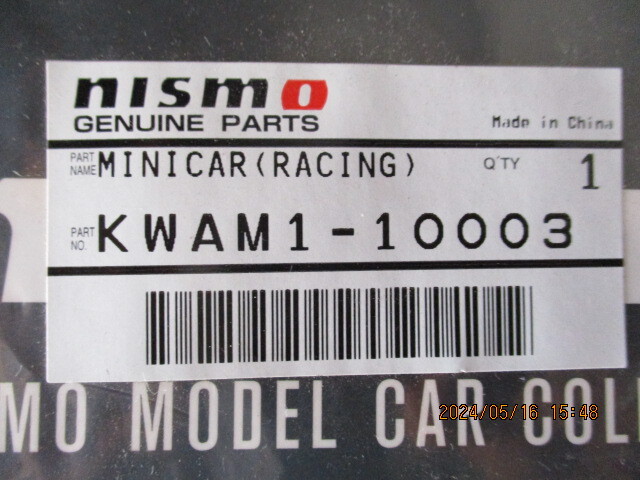 nismo
GENUINE PARTS
Made in China
PART NAME MINICAR(RACING) Q'TY 1
PART NO. KWAM1-10003
MO MODEL CAR COL
2024/05/16 15:48